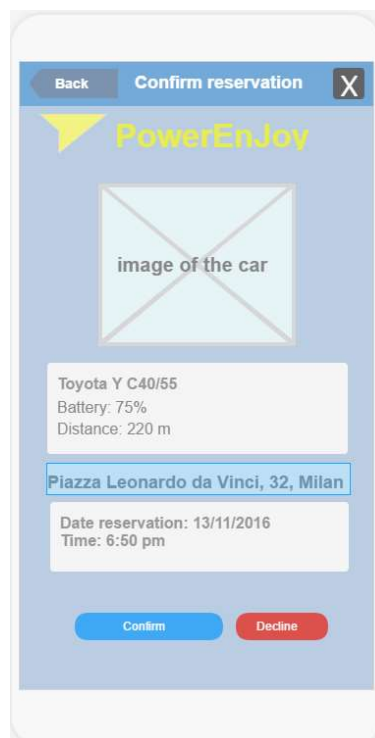 Back Confirm reservation X
PowerEnJoy
image of the car
Toyota Y C40/55
Battery: 75%
Distance: 220 m
Piazza Leonardo da Vinci, 32, Milan
Date reservation: 13/11/2016
Time: 6:50 pm
Confirm Decline